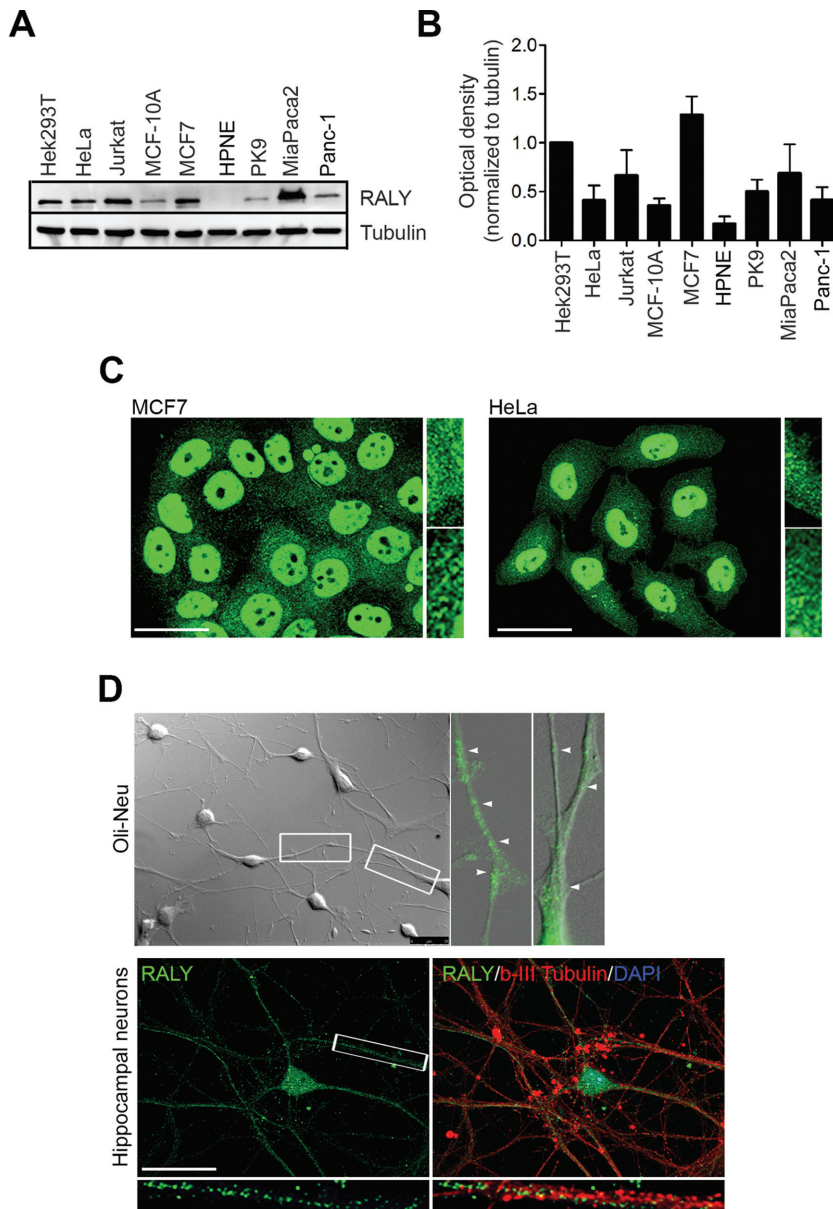 A
Hek293T
HeLa
Jurkat
MCF-10A
MCF7
HPNE
PK9
MiaPaca2
Panc-1
RALY
Tubulin
B
Optical density
(normalized to tubulin)
2.0
1.5
1.0
0.5
0.0
Hek293T
HeLa
Jurkat
MCF-10A
MCF7
HPNE
PK9
MiaPaca2
Panc-1
C
MCF7
HeLa
D
Oli-Neu
Hippocampal neurons
RALY
RALY/b-III Tubulin/DAPI